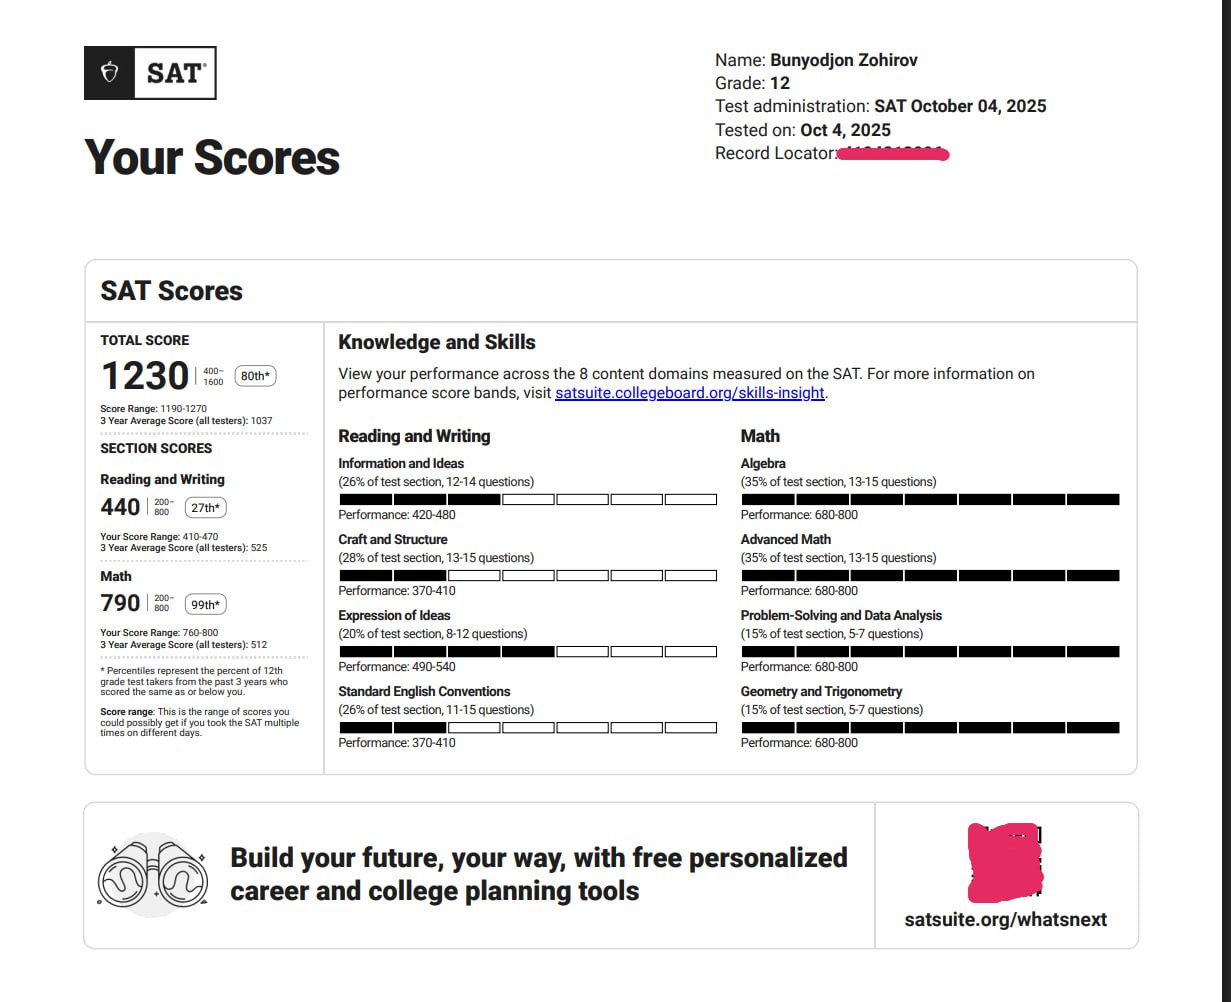 SAT®
Name: Bunyodjon Zohirov
Grade: 12
Test administration: SAT October 04, 2025
Tested on: Oct 4, 2025
Record Locator:
Your Scores
SAT Scores
TOTAL SCORE
1230
400–
1600
80th*
Score Range: 1190-1270
3 Year Average Score (all testers): 1037
SECTION SCORES
Reading and Writing
440
200–
800
27th*
Your Score Range: 410-470
3 Year Average Score (all testers): 525
Math
790
200–
800
99th*
Your Score Range: 760-800
3 Year Average Score (all testers): 512
* Percentiles represent the percent of 12th
grade test takers from the past 3 years who
scored the same as or below you.
Score range: This is the range of scores you
could possibly get if you took the SAT multiple
times on different days.
Knowledge and Skills
View your performance across the 8 content domains measured on the SAT. For more information on
performance score bands, visit satsuite.collegeboard.org/skills-insight.
Reading and Writing
Information and Ideas
(26% of test section, 12-14 questions)
Performance: 420-480
Craft and Structure
(28% of test section, 13-15 questions)
Performance: 370-410
Expression of Ideas
(20% of test section, 8-12 questions)
Performance: 490-540
Standard English Conventions
(26% of test section, 11-15 questions)
Performance: 370-410
Math
Algebra
(35% of test section, 13-15 questions)
Performance: 680-800
Advanced Math
(35% of test section, 13-15 questions)
Performance: 680-800
Problem-Solving and Data Analysis
(15% of test section, 5-7 questions)
Performance: 680-800
Geometry and Trigonometry
(15% of test section, 5-7 questions)
Performance: 680-800
Build your future, your way, with free personalized
career and college planning tools
satsuite.org/whatsnext